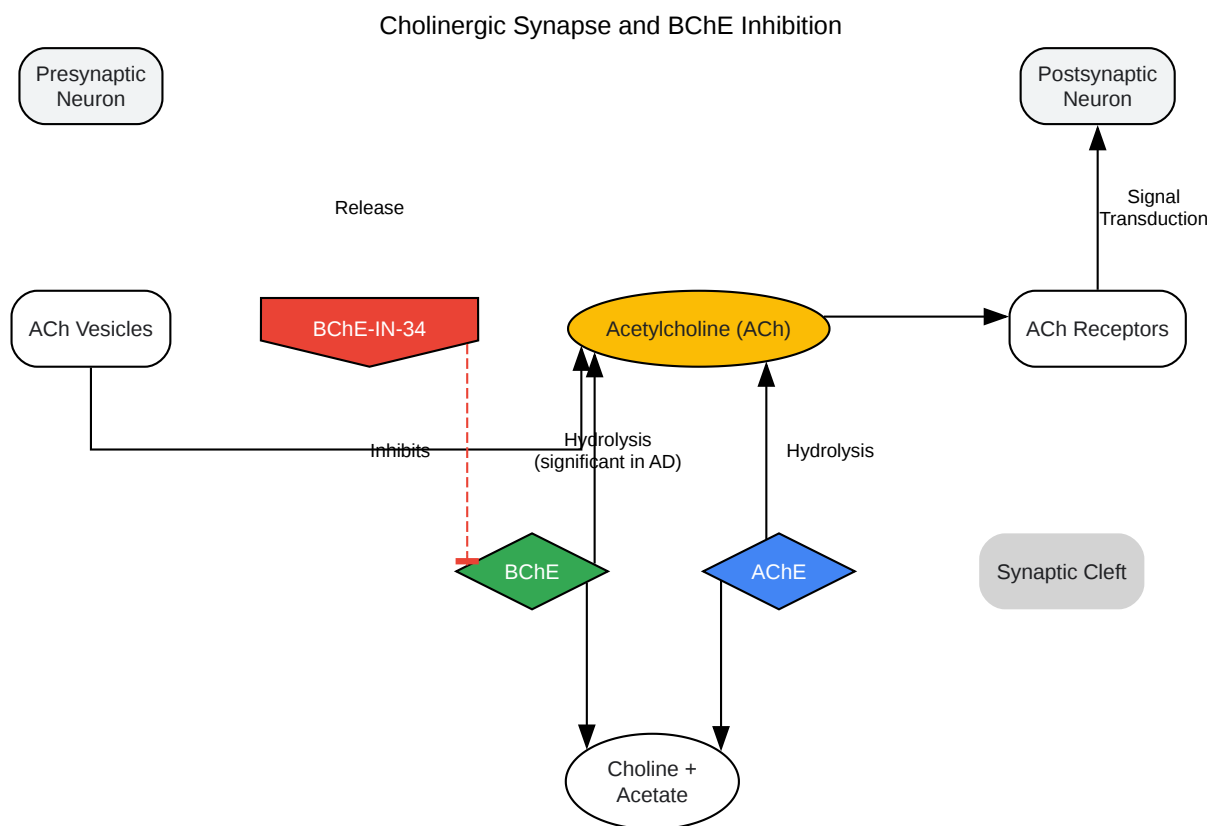 Cholinergic Synapse and BChE Inhibition
Presynaptic
Neuron
Postsynaptic
Neuron
Release
Signal
Transduction
ACh Vesicles
BChE-IN-34
Acetylcholine (ACh)
ACh Receptors
Inhibits
Hydrolysis
(significant in AD)
Hydrolysis
BChE
AChE
Synaptic Cleft
Choline +
Acetate